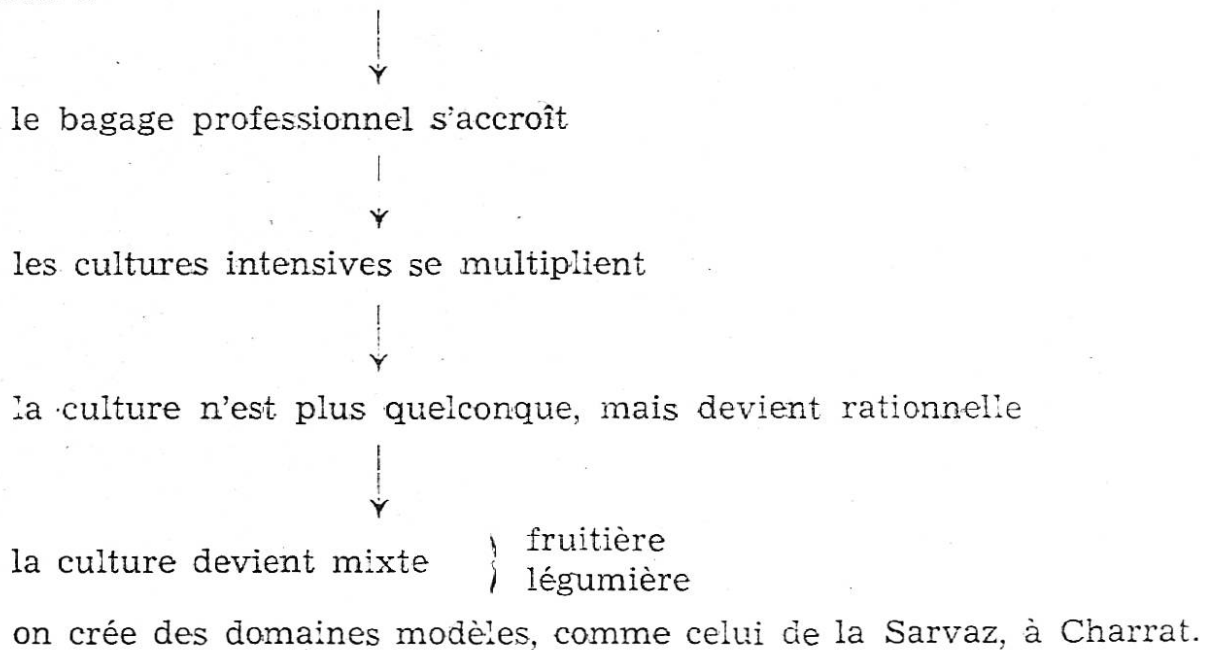 le bagage professionnel s'accroît
les cultures intensives se multiplient
la culture n'est plus quelconque, mais devient rationnelle
la culture devient mixte } fruitière
légumière
on crée des domaines modèles, comme celui de la Sarvaz, à Charrat.